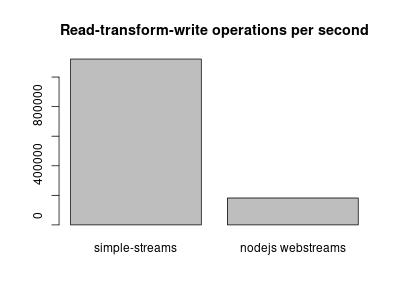 Read-transform-write operations per second
800000
400000
0
simple-streams
nodejs webstreams